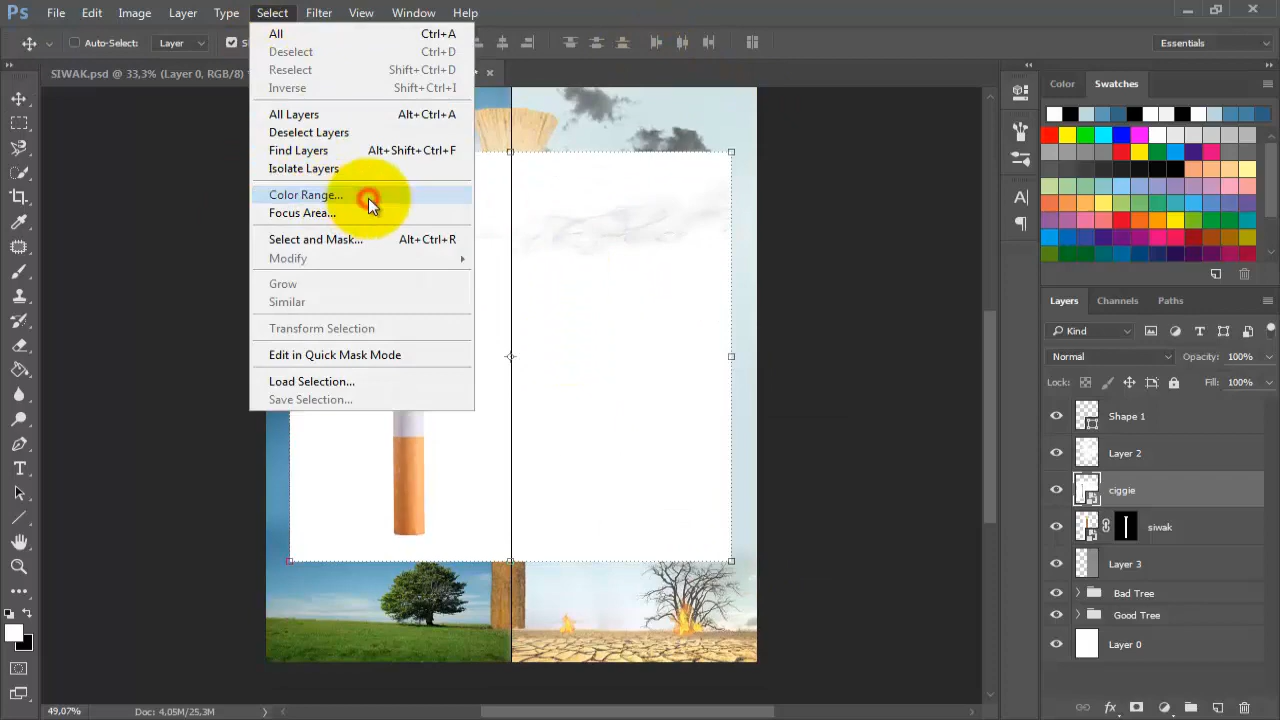 Ps File Edit Image Layer Type Select Filter View Window Help
Auto-Select: Layer
Essentials
SIWAK.psd @ 33,3% (Layer 0, RGB/8)
All Ctrl+A
Deselect Ctrl+D
Reselect Shift+Ctrl+D
Inverse Shift+Ctrl+I
All Layers Alt+Ctrl+A
Deselect Layers
Find Layers Alt+Shift+Ctrl+F
Isolate Layers
Color Range...
Focus Area...
Select and Mask... Alt+Ctrl+R
Modify
Grow
Similar
Transform Selection
Edit in Quick Mask Mode
Load Selection...
Save Selection...
Color Swatches
Layers Channels Paths
Kind
Normal Opacity: 100%
Lock: Fill: 100%
Shape 1
Layer 2
ciggie
siwak
Layer 3
Bad Tree
Good Tree
Layer 0
49,07% Doc: 4,05M/25,3M